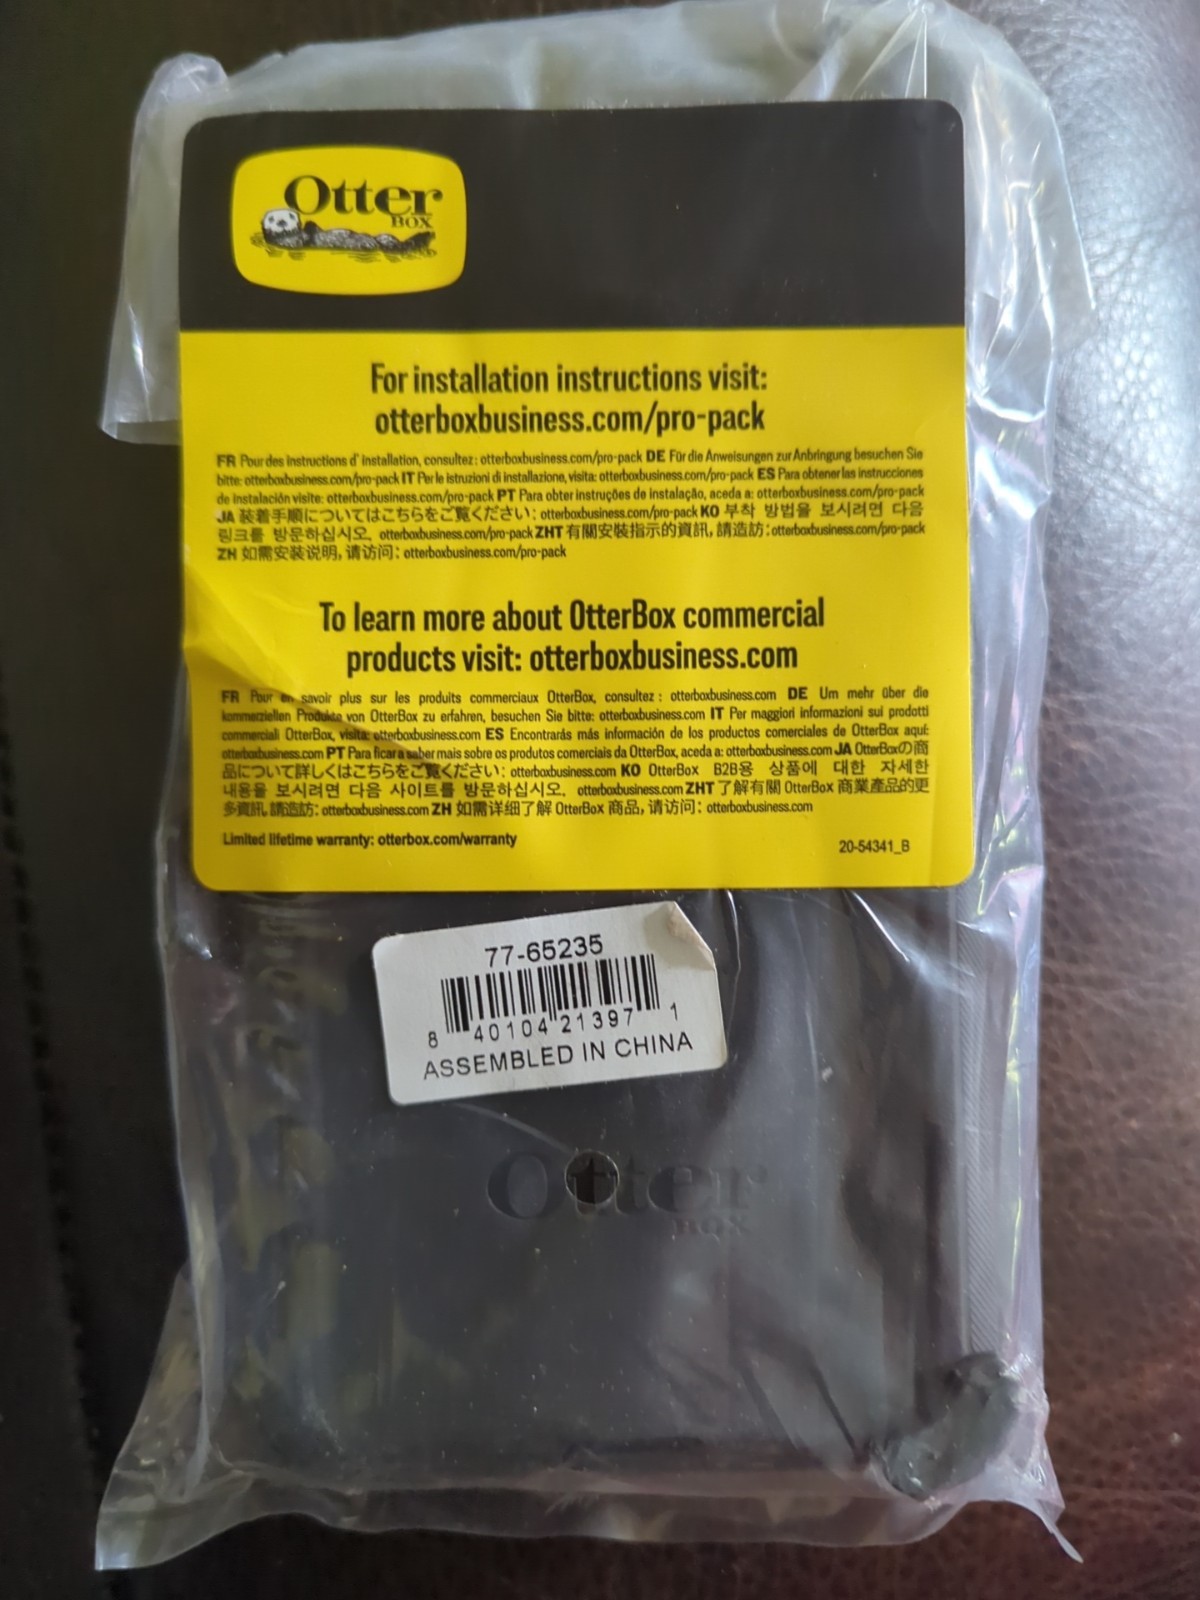 Otter
BOX
For installation instructions visit:
otterboxbusiness.com/pro-pack
FR Pour des instructions d' installation, consultez: otterboxbusiness.com/pro-pack DE Für die Anweisungen zur Anbringung besuchen Sie
bitte: otterboxbusiness.com/pro-pack IT Per le istruzioni di installazione, visita: otterboxbusiness.com/pro-pack ES Para obtener las instrucciones
de instalación visite: otterboxbusiness.com/pro-pack PT Para obter instruções de instalação, aceda a: otterboxbusiness.com/pro-pack
JA 装着手順についてはこちらをご覧ください: otterboxbusiness.com/pro-pack KO 부착 방법을 보시려면 다음
링크를 방문하십시오. otterboxbusiness.com/pro-pack ZHT 有關安裝指示的資訊, 請造訪: otterboxbusiness.com/pro-pack
ZH 如需安装说明, 请访问: otterboxbusiness.com/pro-pack
To learn more about OtterBox commercial
products visit: otterboxbusiness.com
FR Pour en savoir plus sur les produits commerciaux OtterBox, consultez : otterboxbusiness.com DE Um mehr über die
kommerziellen Produkte von OtterBox zu erfahren, besuchen Sie bitte: otterboxbusiness.com IT Per maggiori informazioni sui prodotti
commerciali OtterBox, visita: otterboxbusiness.com ES Encontrarás más información de los productos comerciales de OtterBox aquí:
otterboxbusiness.com PT Para ficar a saber mais sobre os produtos comerciais da OtterBox, aceda a: otterboxbusiness.com JA OtterBoxの商
品について詳しくはこちらをご覧ください: otterboxbusiness.com KO OtterBox B2B용 상품에 대한 자세한
내용을 보시려면 다음 사이트를 방문하십시오. otterboxbusiness.com ZHT 了解有關 OtterBox 商業產品的更
多資訊, 請造訪: otterboxbusiness.com ZH 如需详细了解 OtterBox 商品, 请访问: otterboxbusiness.com
Limited lifetime warranty: otterbox.com/warranty
20-54341_B
77-65235
8 40104 21397 1
ASSEMBLED IN CHINA
Otter
BOX